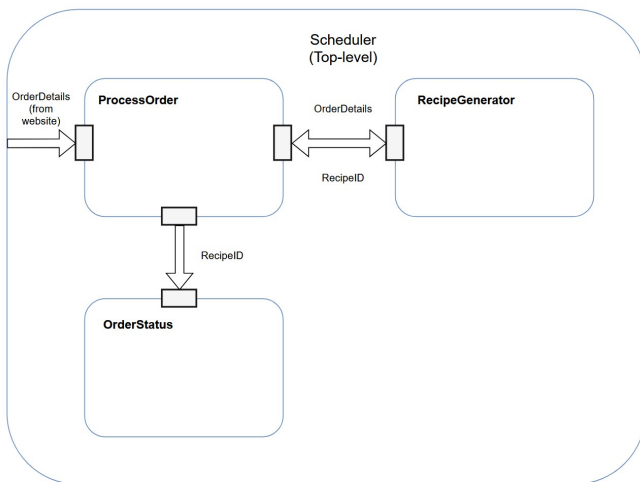 Scheduler
(Top-level)
OrderDetails
(from
website)
ProcessOrder
OrderDetails
RecipeID
RecipeGenerator
RecipeID
OrderStatus